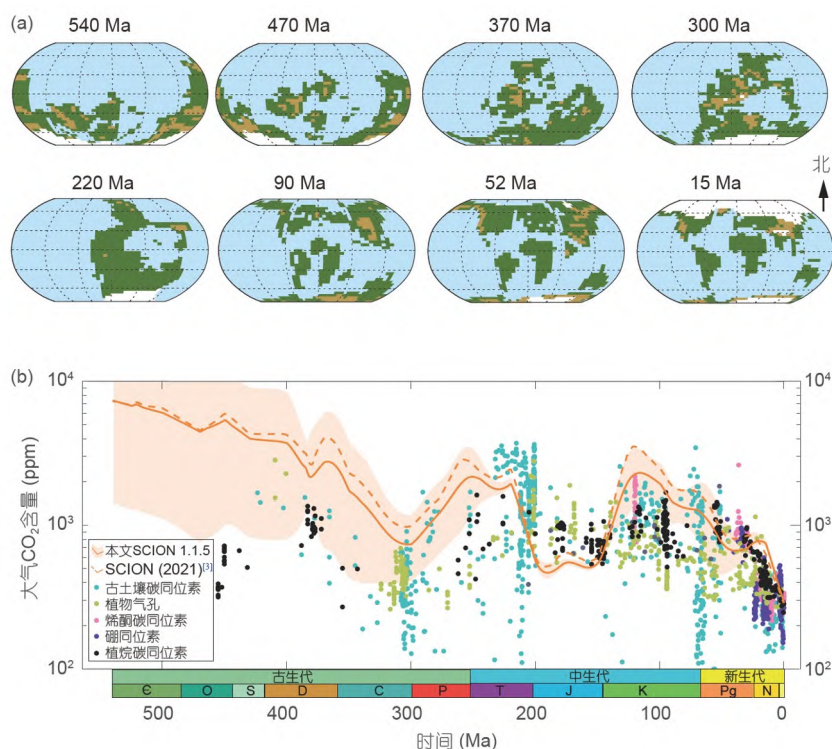 (a)
540 Ma
470 Ma
370 Ma
300 Ma
北
220 Ma
90 Ma
52 Ma
15 Ma
(b)
10⁴
10⁴
10³
10³
10²
10²
大气CO₂含量 (ppm)
本文SCION 1.1.5
SCION (2021)[3]
古土壤碳同位素
植物气孔
烯酮碳同位素
硼同位素
植烷碳同位素
古生代
中生代
新生代
Є O S D C P T J K Pg N
500 400 300 200 100 0
时间 (Ma)